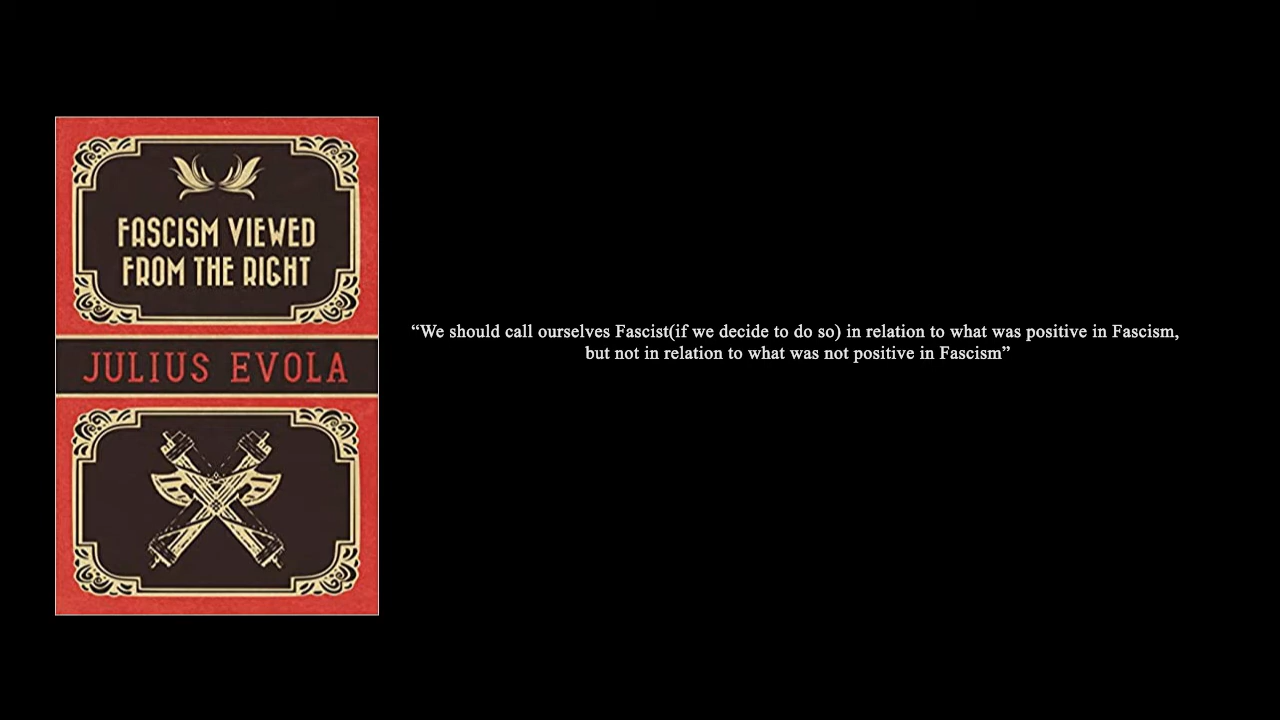 FASCISM VIEWED
FROM THE RIGHT
JULIUS EVOLA
“We should call ourselves Fascist(if we decide to do so) in relation to what was positive in Fascism,
but not in relation to what was not positive in Fascism”